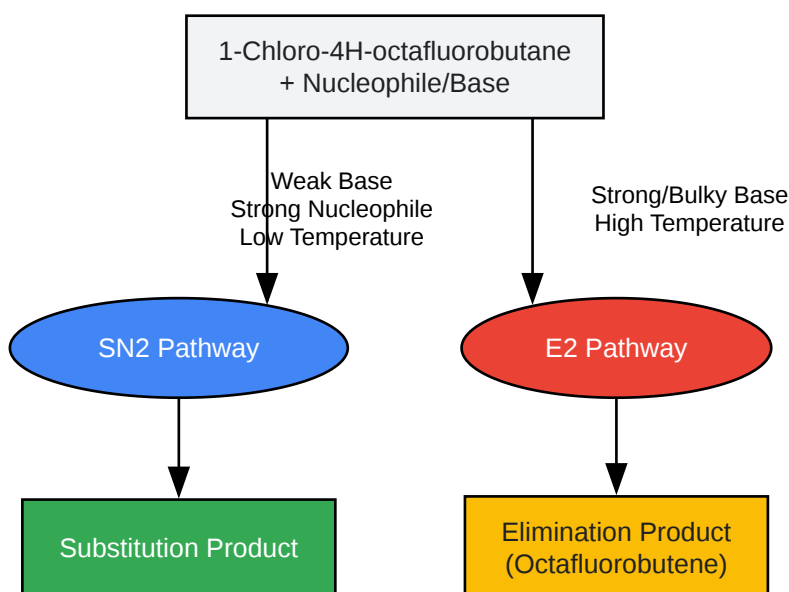 1-Chloro-4H-octafluorobutane
+ Nucleophile/Base
Weak Base
Strong Nucleophile
Low Temperature
Strong/Bulky Base
High Temperature
SN2 Pathway
E2 Pathway
Substitution Product
Elimination Product
(Octafluorobutene)